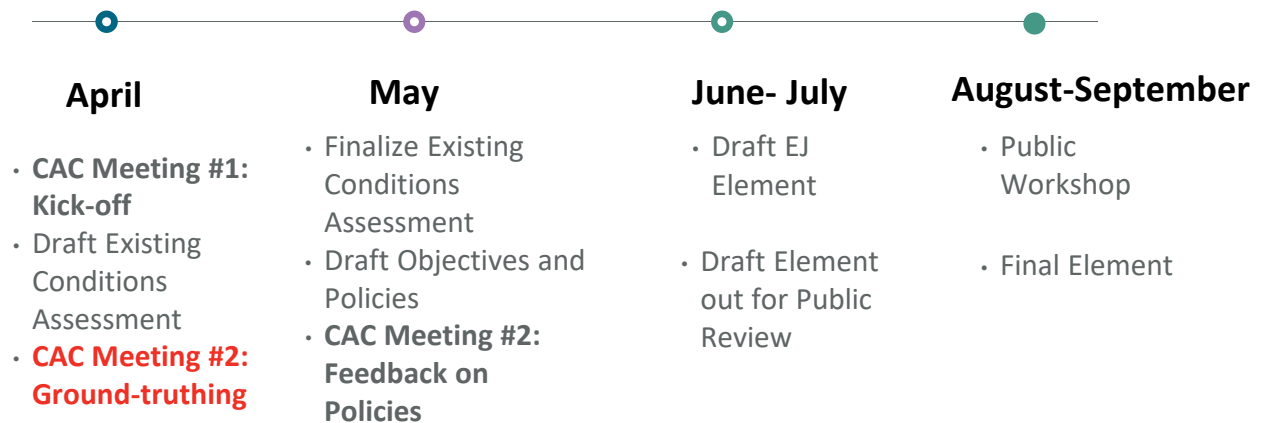 April
• CAC Meeting #1:
Kick-off
• Draft Existing
Conditions
Assessment
• CAC Meeting #2:
Ground-truthing
May
• Finalize Existing
Conditions
Assessment
• Draft Objectives and
Policies
• CAC Meeting #2:
Feedback on
Policies
June- July
• Draft EJ
Element
• Draft Element
out for Public
Review
August-September
• Public
Workshop
• Final Element